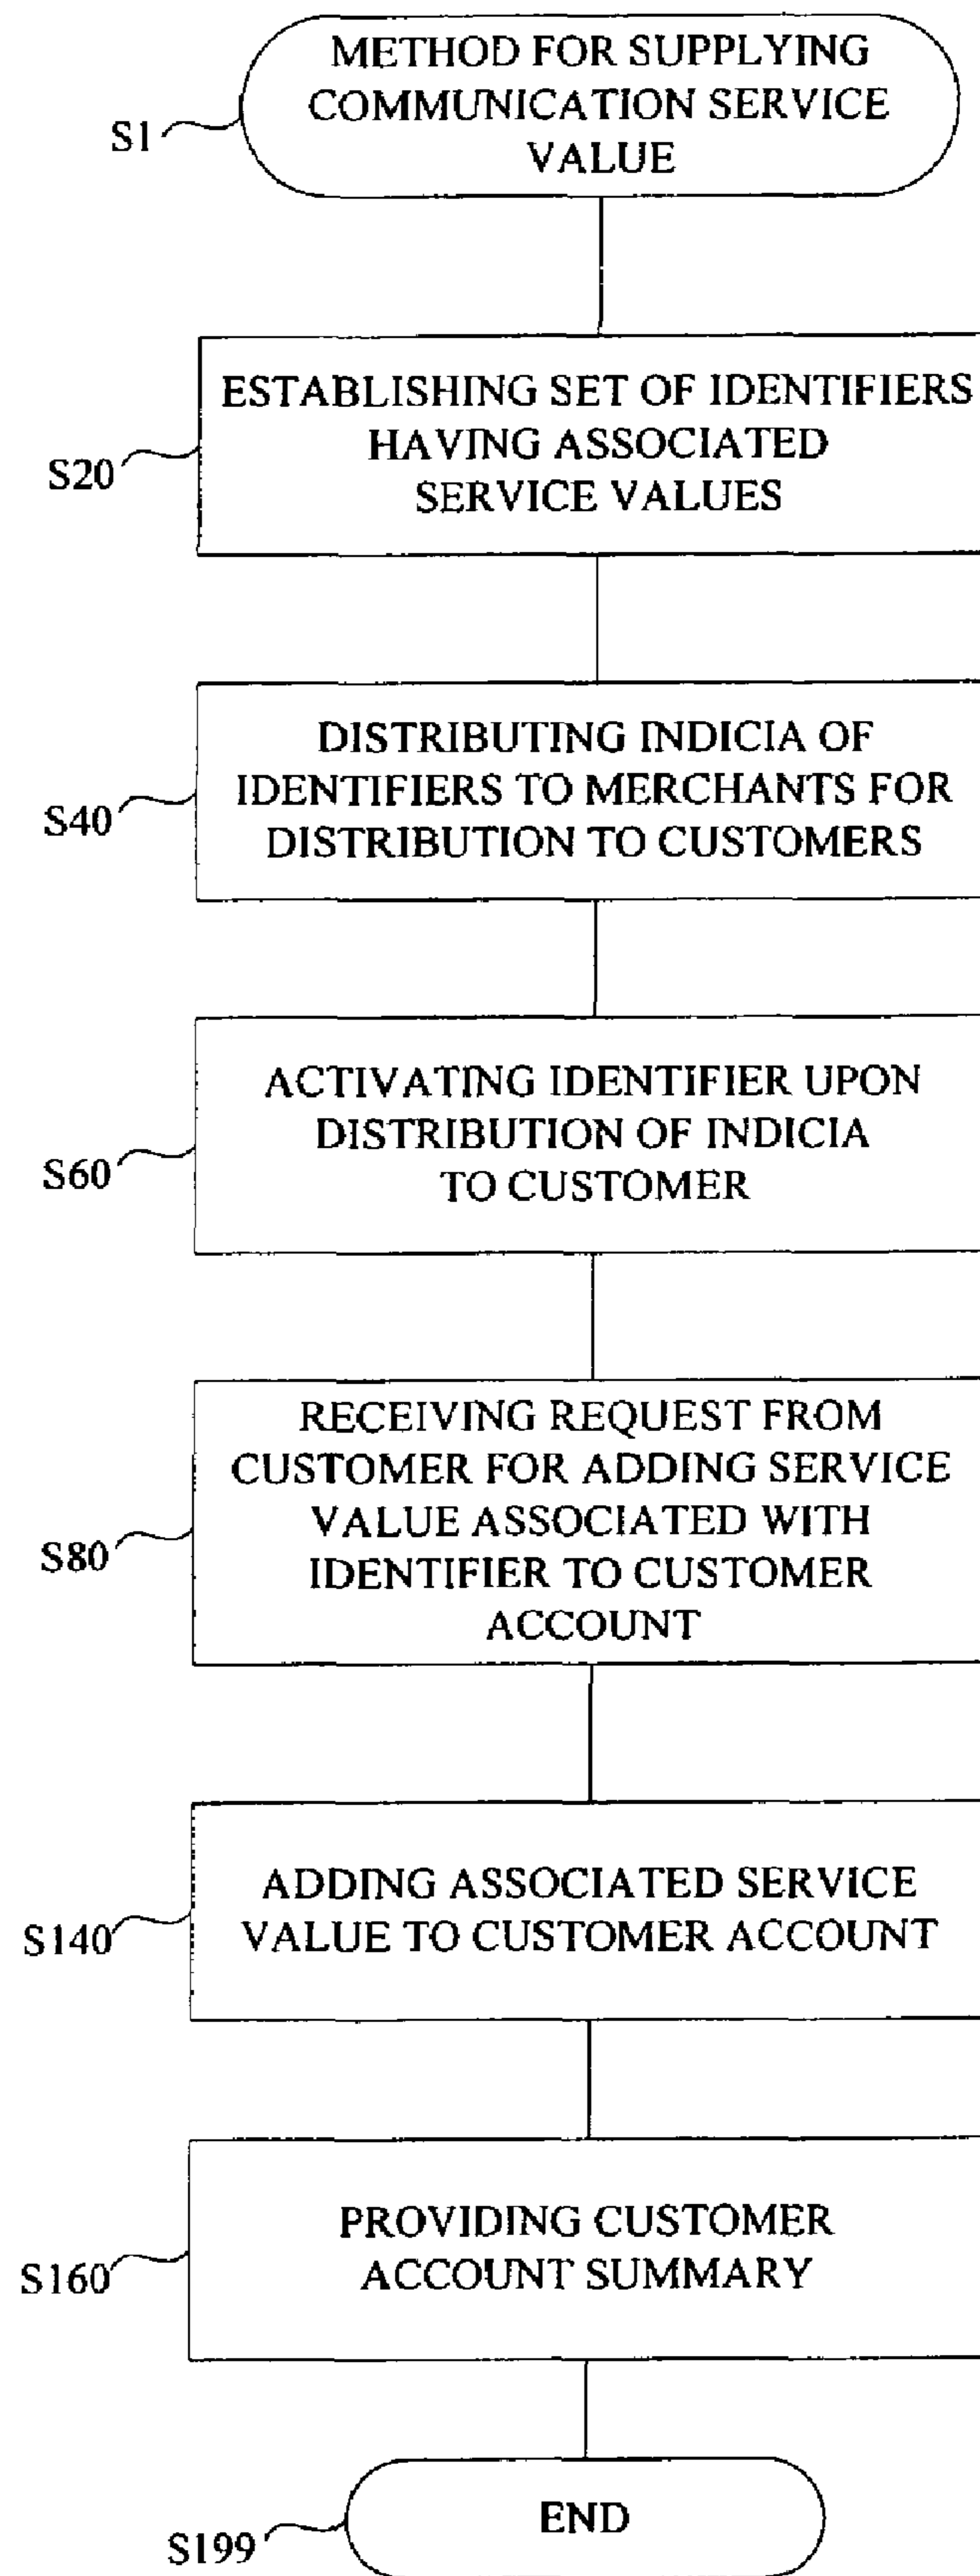 METHOD FOR SUPPLYING
COMMUNICATION SERVICE
VALUE
S1
ESTABLISHING SET OF IDENTIFIERS
HAVING ASSOCIATED
SERVICE VALUES
S20
DISTRIBUTING INDICIA OF
IDENTIFIERS TO MERCHANTS FOR
DISTRIBUTION TO CUSTOMERS
S40
ACTIVATING IDENTIFIER UPON
DISTRIBUTION OF INDICIA
TO CUSTOMER
S60
RECEIVING REQUEST FROM
CUSTOMER FOR ADDING SERVICE
VALUE ASSOCIATED WITH
IDENTIFIER TO CUSTOMER
ACCOUNT
S80
ADDING ASSOCIATED SERVICE
VALUE TO CUSTOMER ACCOUNT
S140
PROVIDING CUSTOMER
ACCOUNT SUMMARY
S160
END
S199